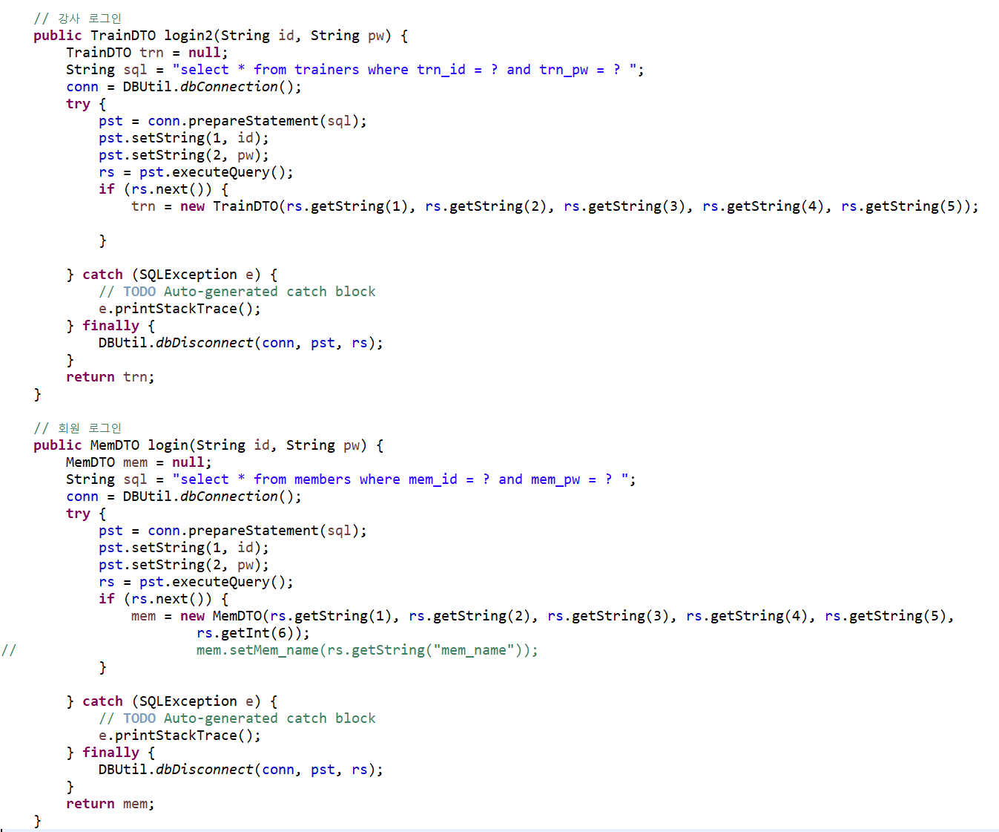 // 강사 로그인
public TrainDTO login2(String id, String pw) {
TrainDTO trn = null;
String sql = "select * from trainers where trn_id = ? and trn_pw = ? ";
conn = DBUtil.dbConnection();
try {
pst = conn.prepareStatement(sql);
pst.setString(1, id);
pst.setString(2, pw);
rs = pst.executeQuery();
if (rs.next()) {
trn = new TrainDTO(rs.getString(1), rs.getString(2), rs.getString(3), rs.getString(4), rs.getString(5));
}
} catch (SQLException e) {
// TODO Auto-generated catch block
e.printStackTrace();
} finally {
DBUtil.dbDisconnect(conn, pst, rs);
}
return trn;
}
// 회원 로그인
public MemDTO login(String id, String pw) {
MemDTO mem = null;
String sql = "select * from members where mem_id = ? and mem_pw = ? ";
conn = DBUtil.dbConnection();
try {
pst = conn.prepareStatement(sql);
pst.setString(1, id);
pst.setString(2, pw);
rs = pst.executeQuery();
if (rs.next()) {
mem = new MemDTO(rs.getString(1), rs.getString(2), rs.getString(3), rs.getString(4), rs.getString(5),
rs.getInt(6));
// mem.setMem_name(rs.getString("mem_name"));
}
} catch (SQLException e) {
// TODO Auto-generated catch block
e.printStackTrace();
} finally {
DBUtil.dbDisconnect(conn, pst, rs);
}
return mem;
}